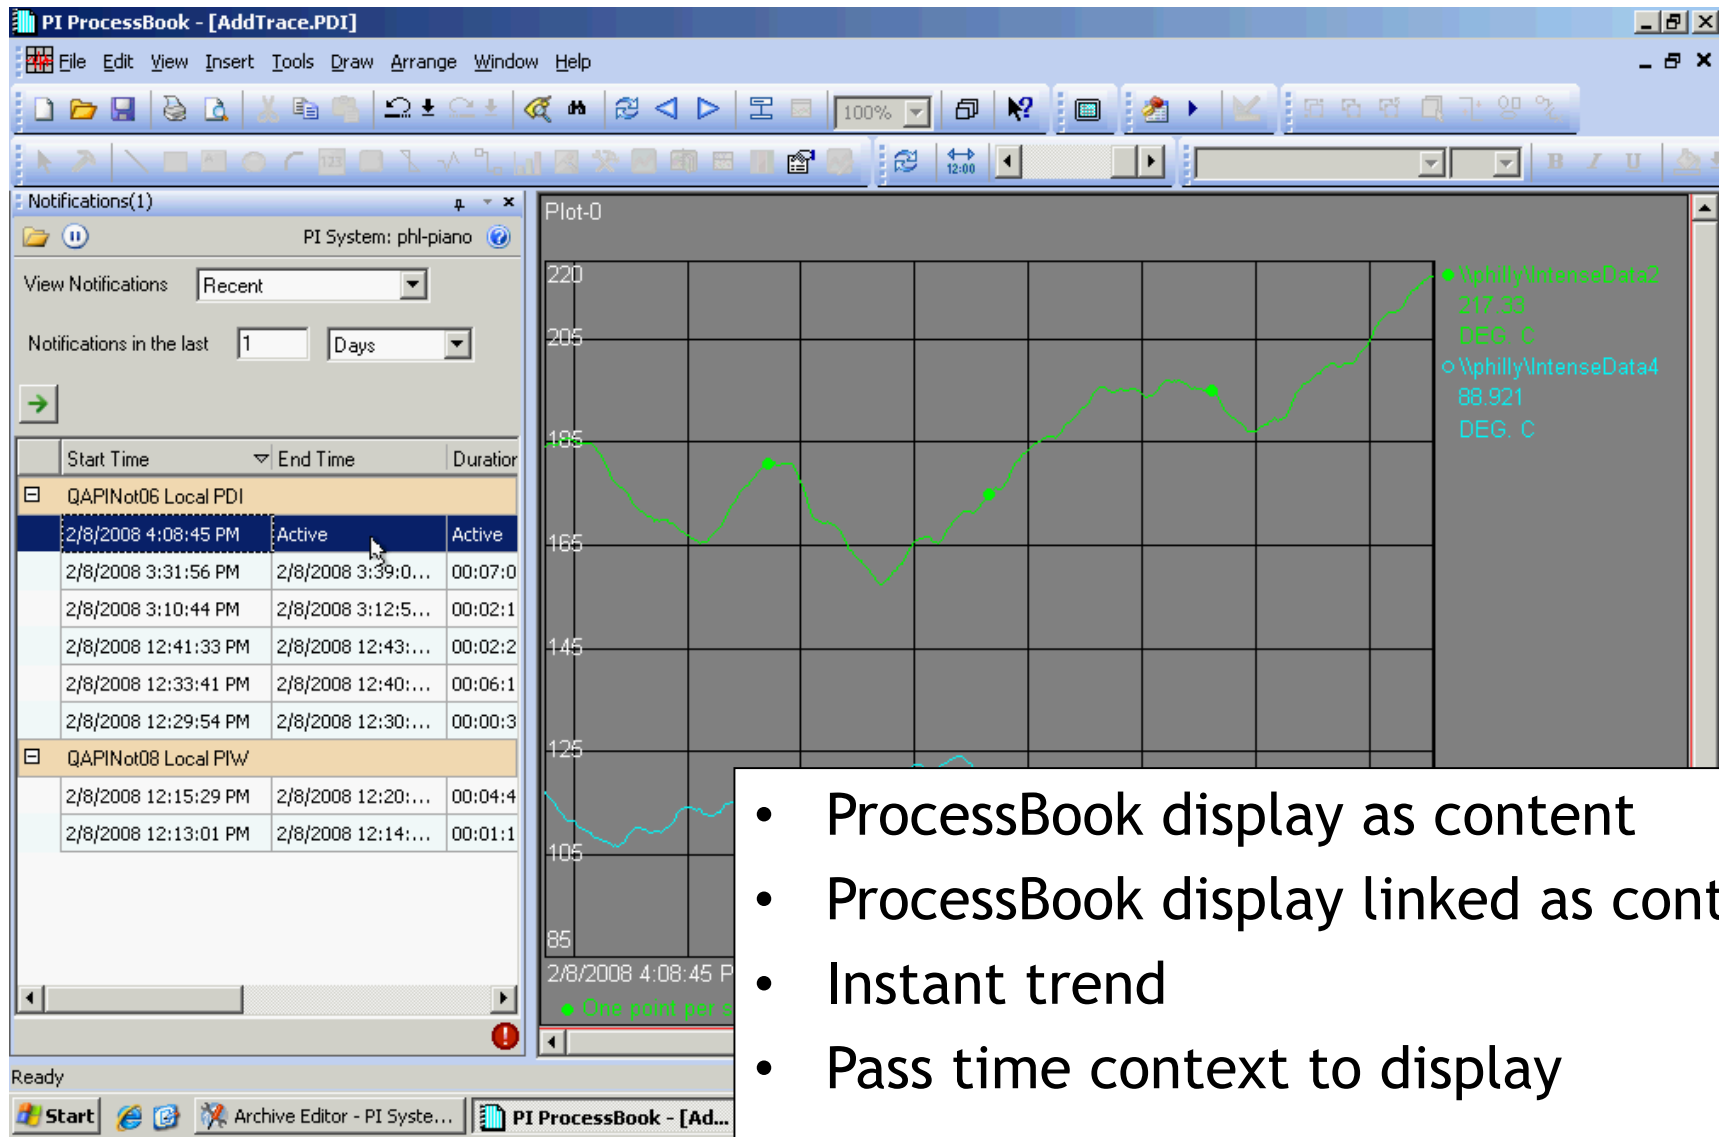 PI ProcessBook - [AddTrace.PDI]
File Edit View Insert Tools Draw Arrange Window Help
100%
123
12:00
B I U
Notifications(1)
PI System: phl-piano
View Notifications Recent
Notifications in the last 1 Days
Start Time End Time Duration
QAPINot06 Local PDI
2/8/2008 4:08:45 PM Active Active
2/8/2008 3:31:56 PM 2/8/2008 3:39:0... 00:07:0
2/8/2008 3:10:44 PM 2/8/2008 3:12:5... 00:02:1
2/8/2008 12:41:33 PM 2/8/2008 12:43:... 00:02:2
2/8/2008 12:33:41 PM 2/8/2008 12:40:... 00:06:1
2/8/2008 12:29:54 PM 2/8/2008 12:30:... 00:00:3
QAPINot08 Local PIW
2/8/2008 12:15:29 PM 2/8/2008 12:20:... 00:04:4
2/8/2008 12:13:01 PM 2/8/2008 12:14:... 00:01:1
Plot-0
220
205
185
165
145
125
105
85
2/8/2008 4:08:45 P
One point per s
\\philly\IntenseData2
217.33
DEG. C
\\philly\IntenseData4
88.921
DEG. C
• ProcessBook display as content
• ProcessBook display linked as cont
• Instant trend
• Pass time context to display
Ready
Start Archive Editor - PI Syste... PI ProcessBook - [Ad...